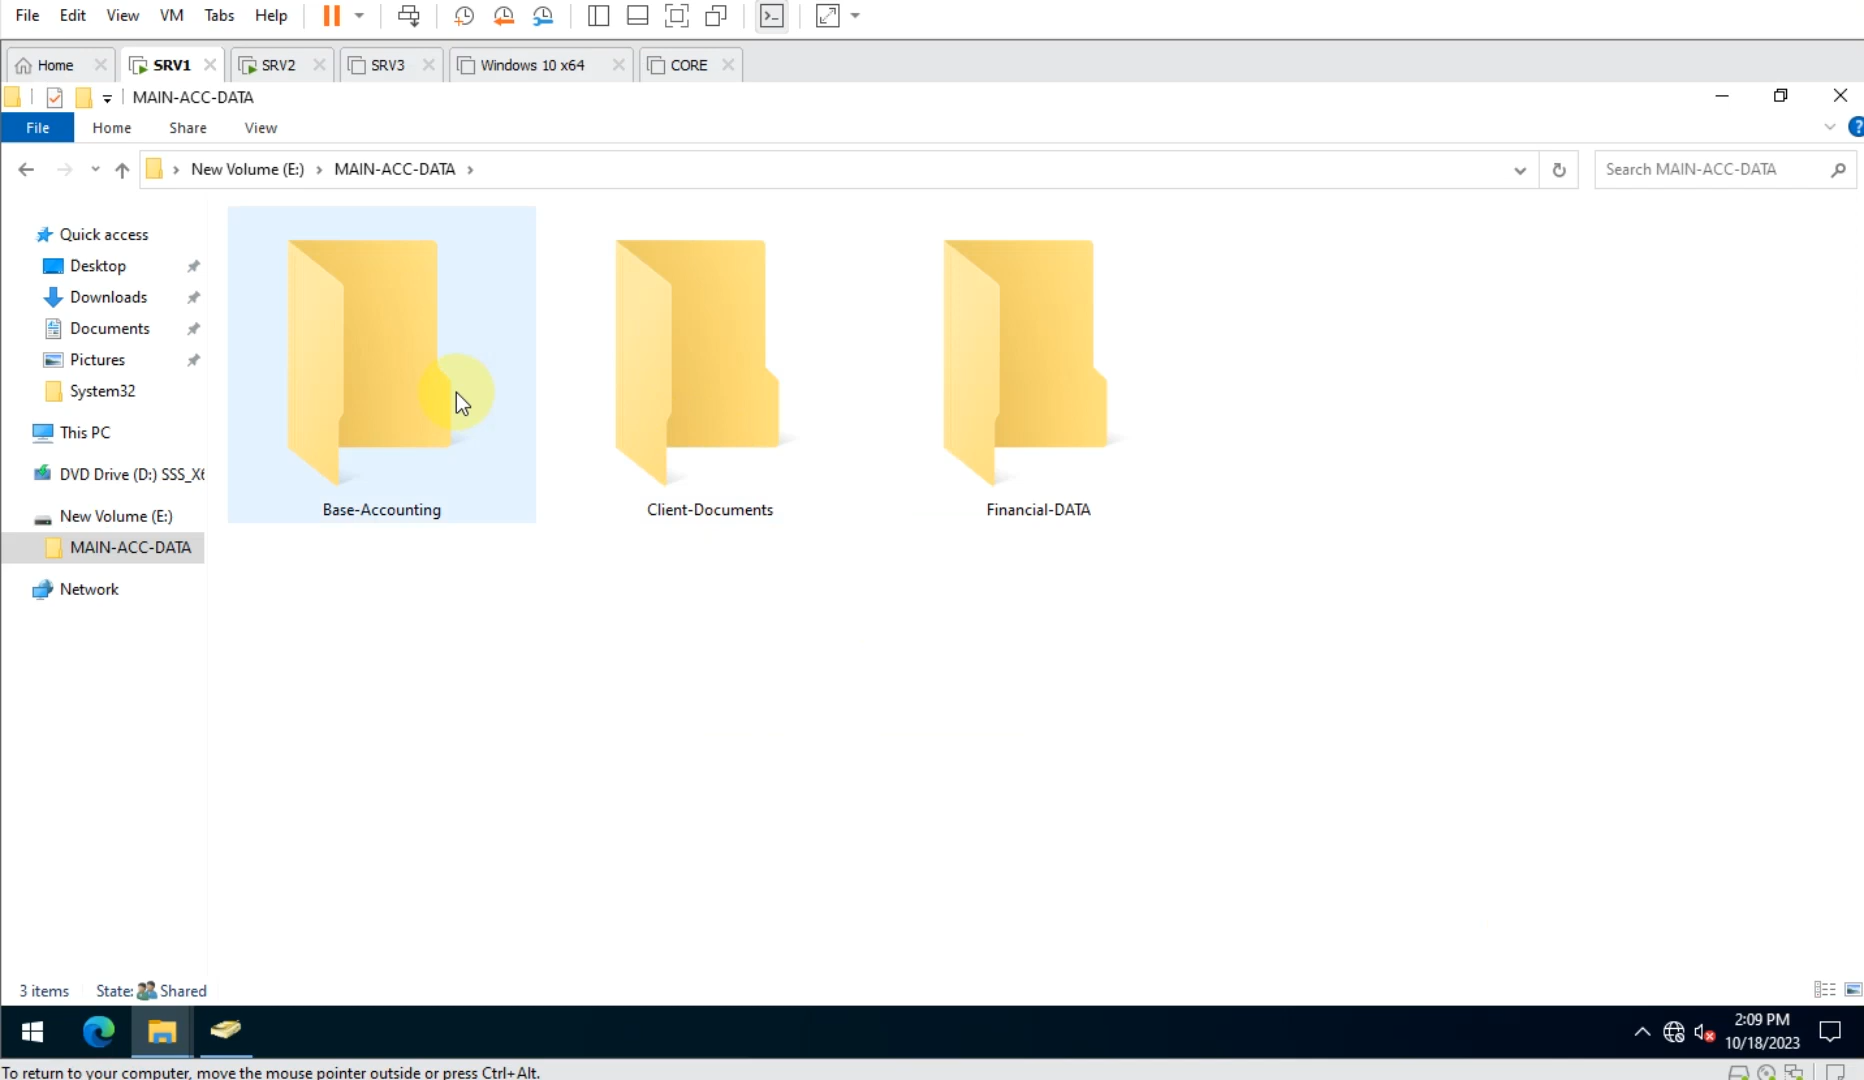 File Edit View VM Tabs Help
Home SRV1 SRV2 SRV3 Windows 10 x64 CORE
MAIN-ACC-DATA
File Home Share View
New Volume (E:) MAIN-ACC-DATA
Search MAIN-ACC-DATA
Quick access
Desktop
Downloads
Documents
Pictures
System32
This PC
DVD Drive (D:) SSS_X6
New Volume (E:)
MAIN-ACC-DATA
Network
Base-Accounting
Client-Documents
Financial-DATA
3 items State: Shared
2:09 PM
10/18/2023
To return to your computer, move the mouse pointer outside or press Ctrl+Alt.